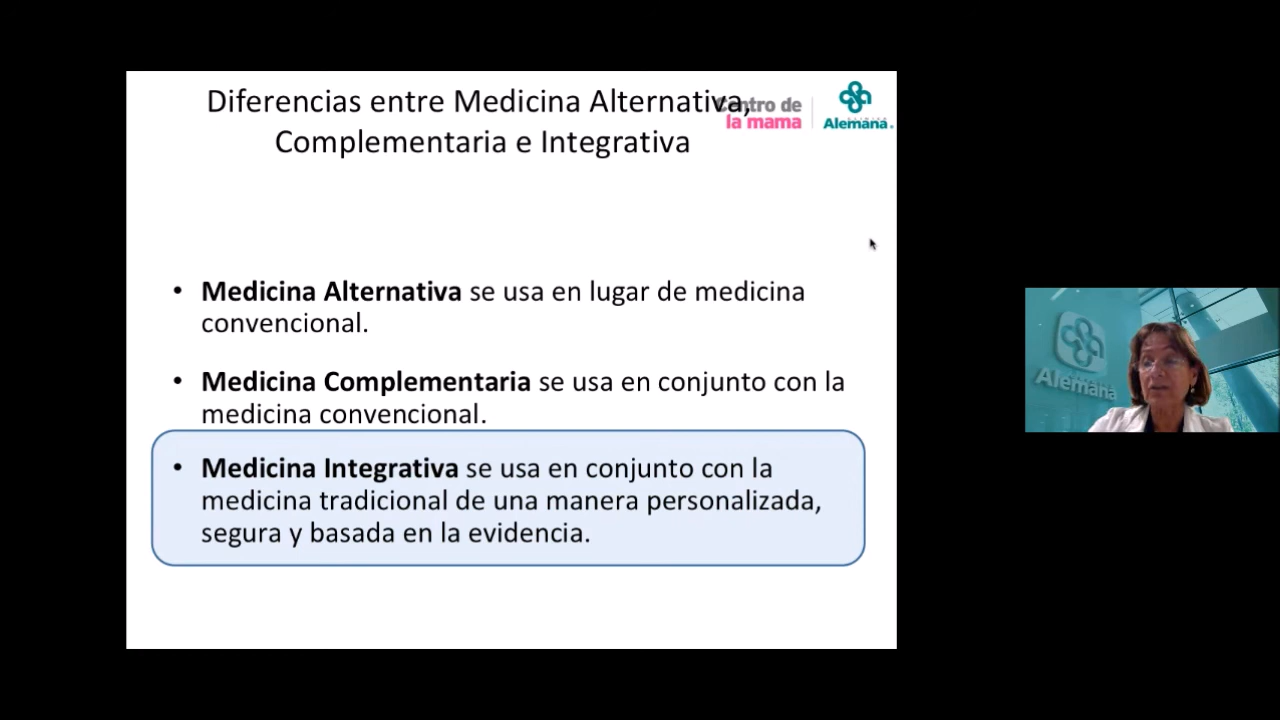 Diferencias entre Medicina Alternativa,
Complementaria e Integrativa
Centro de
la mama
Alemana
• Medicina Alternativa se usa en lugar de medicina
convencional.
• Medicina Complementaria se usa en conjunto con la
medicina convencional.
• Medicina Integrativa se usa en conjunto con la
medicina tradicional de una manera personalizada,
segura y basada en la evidencia.
Alemana